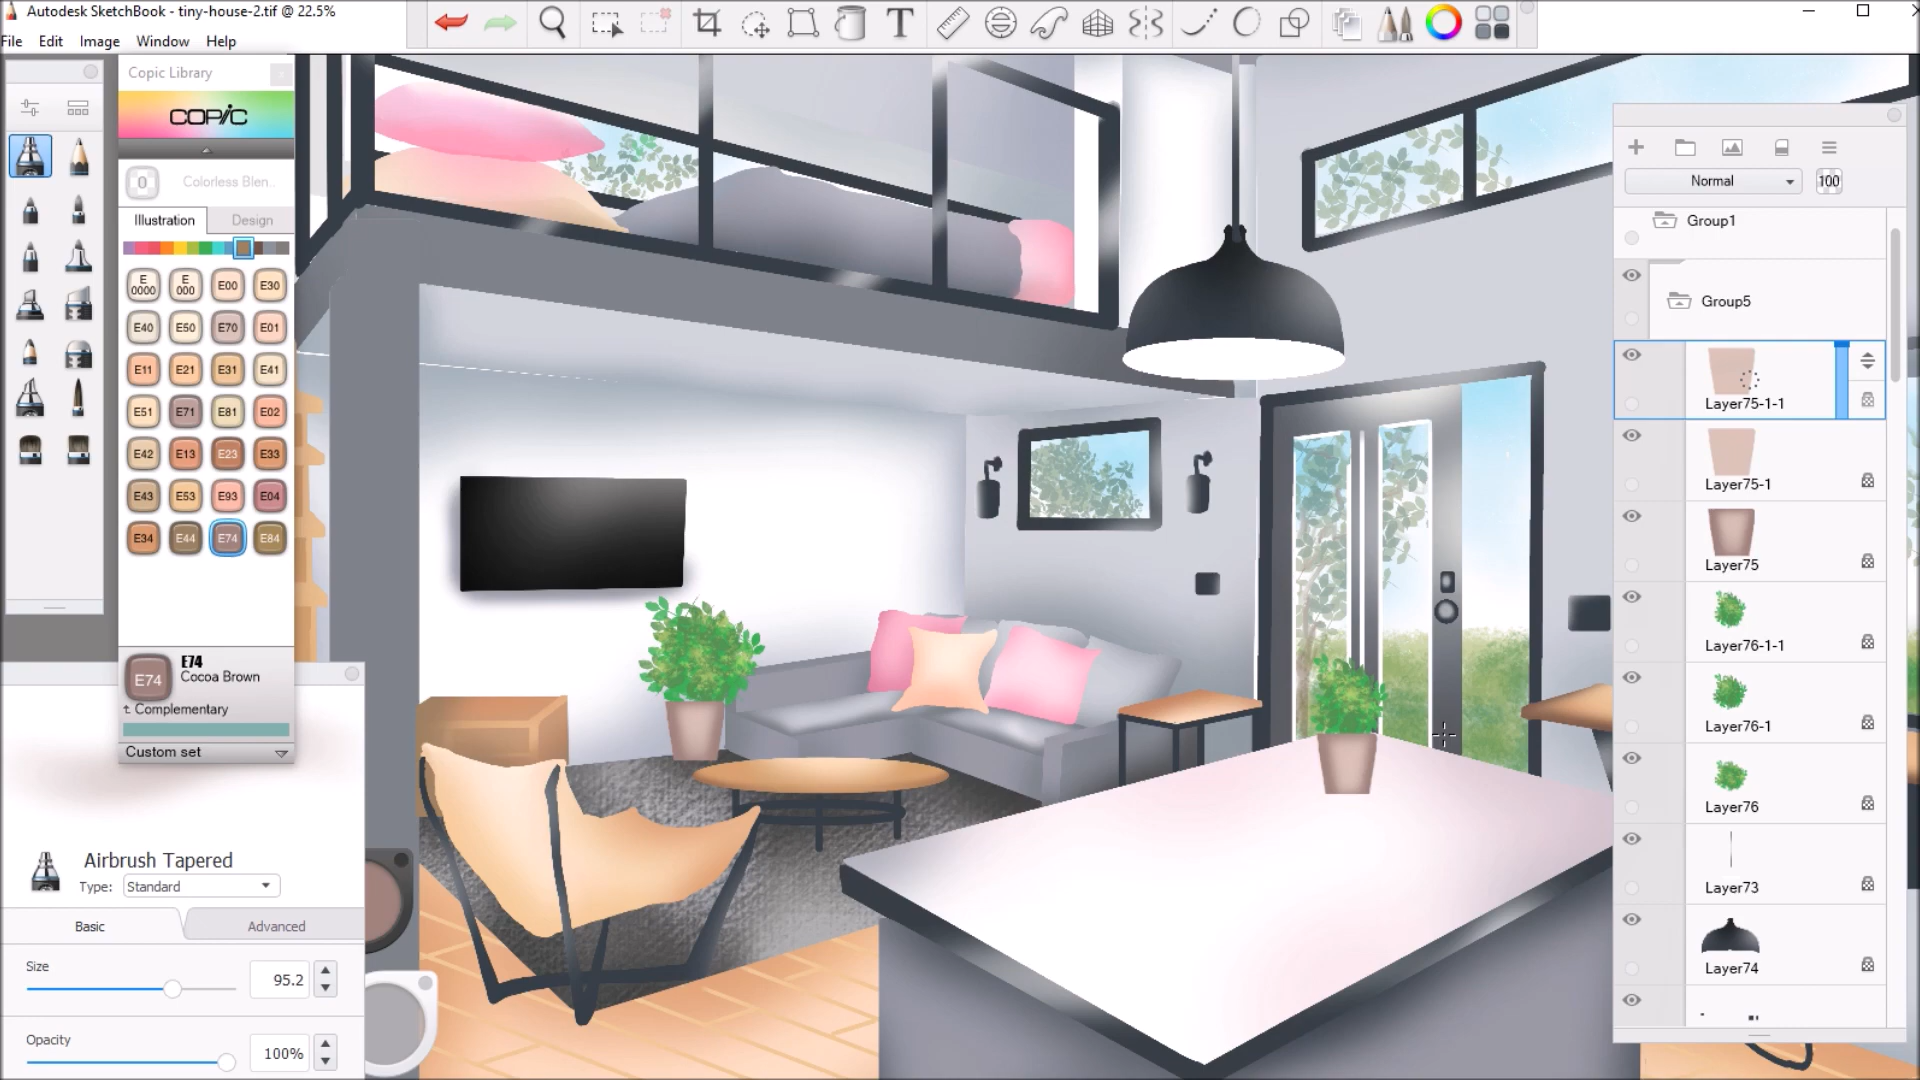 Autodesk SketchBook - tiny-house-2.tif @ 22.5%
File Edit Image Window Help
T
Copic Library
COPIC
0 Colorless Blen..
Illustration Design
E 0000 E 000 E00 E30
E40 E50 E70 E01
E11 E21 E31 E41
E51 E71 E81 E02
E42 E13 E23 E33
E43 E53 E93 E04
E34 E44 E74 E84
E74
E74 Cocoa Brown
Complementary
Custom set
Airbrush Tapered
Type: Standard
Basic Advanced
Size
95.2
Opacity
100%
Normal 100
Group1
Group5
Layer75-1-1
Layer75-1
Layer75
Layer76-1-1
Layer76-1
Layer76
Layer73
Layer74